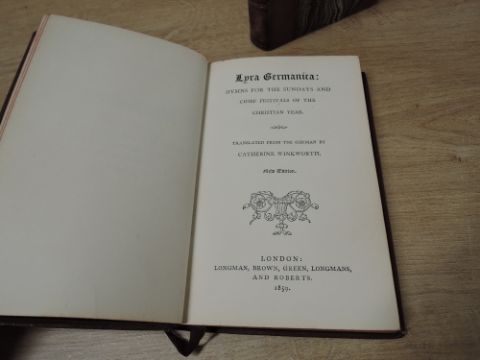 Lyra Germanica:
HYMNS FOR THE SUNDAYS AND
CHIEF FESTIVALS OF THE
CHRISTIAN YEAR.
TRANSLATED FROM THE GERMAN BY
CATHERINE WINKWORTH.
New Edition.
LONDON:
LONGMAN, BROWN, GREEN, LONGMANS,
AND ROBERTS.
1859.